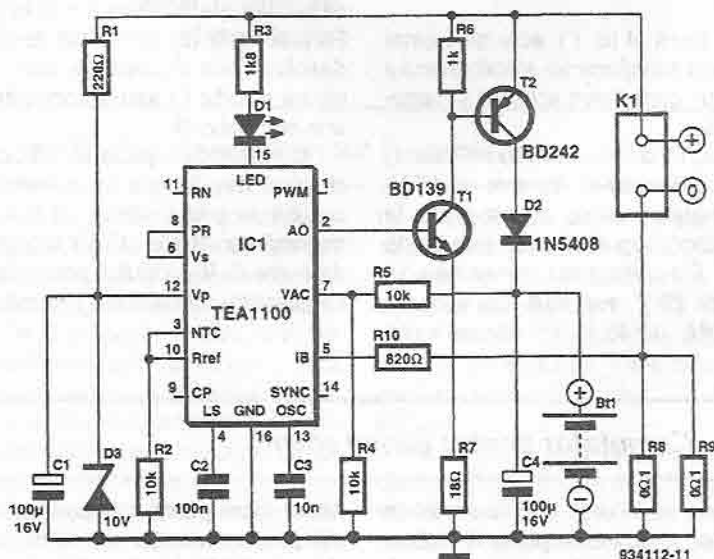 R1
220Ω
R3
1k8
D1
R6
1k
T2
BD242
K1
+
0
15
LED
11
RN
PWM
1
8
PR
AO
2
6
Vs
IC1
12
Vp
TEA1100
VAC
7
3
NTC
10
Rref
IB
5
9
CP
SYNC
14
LS
GND
OSC
4
16
13
BD139
T1
D2
1N5408
R5
10k
R10
820Ω
C1
100µ
16V
D3
10V
R2
10k
C2
100n
C3
10n
R4
10k
R7
18Ω
C4
100µ
16V
+
Bt1
−
R8
0Ω1
R9
0Ω1
934112-11